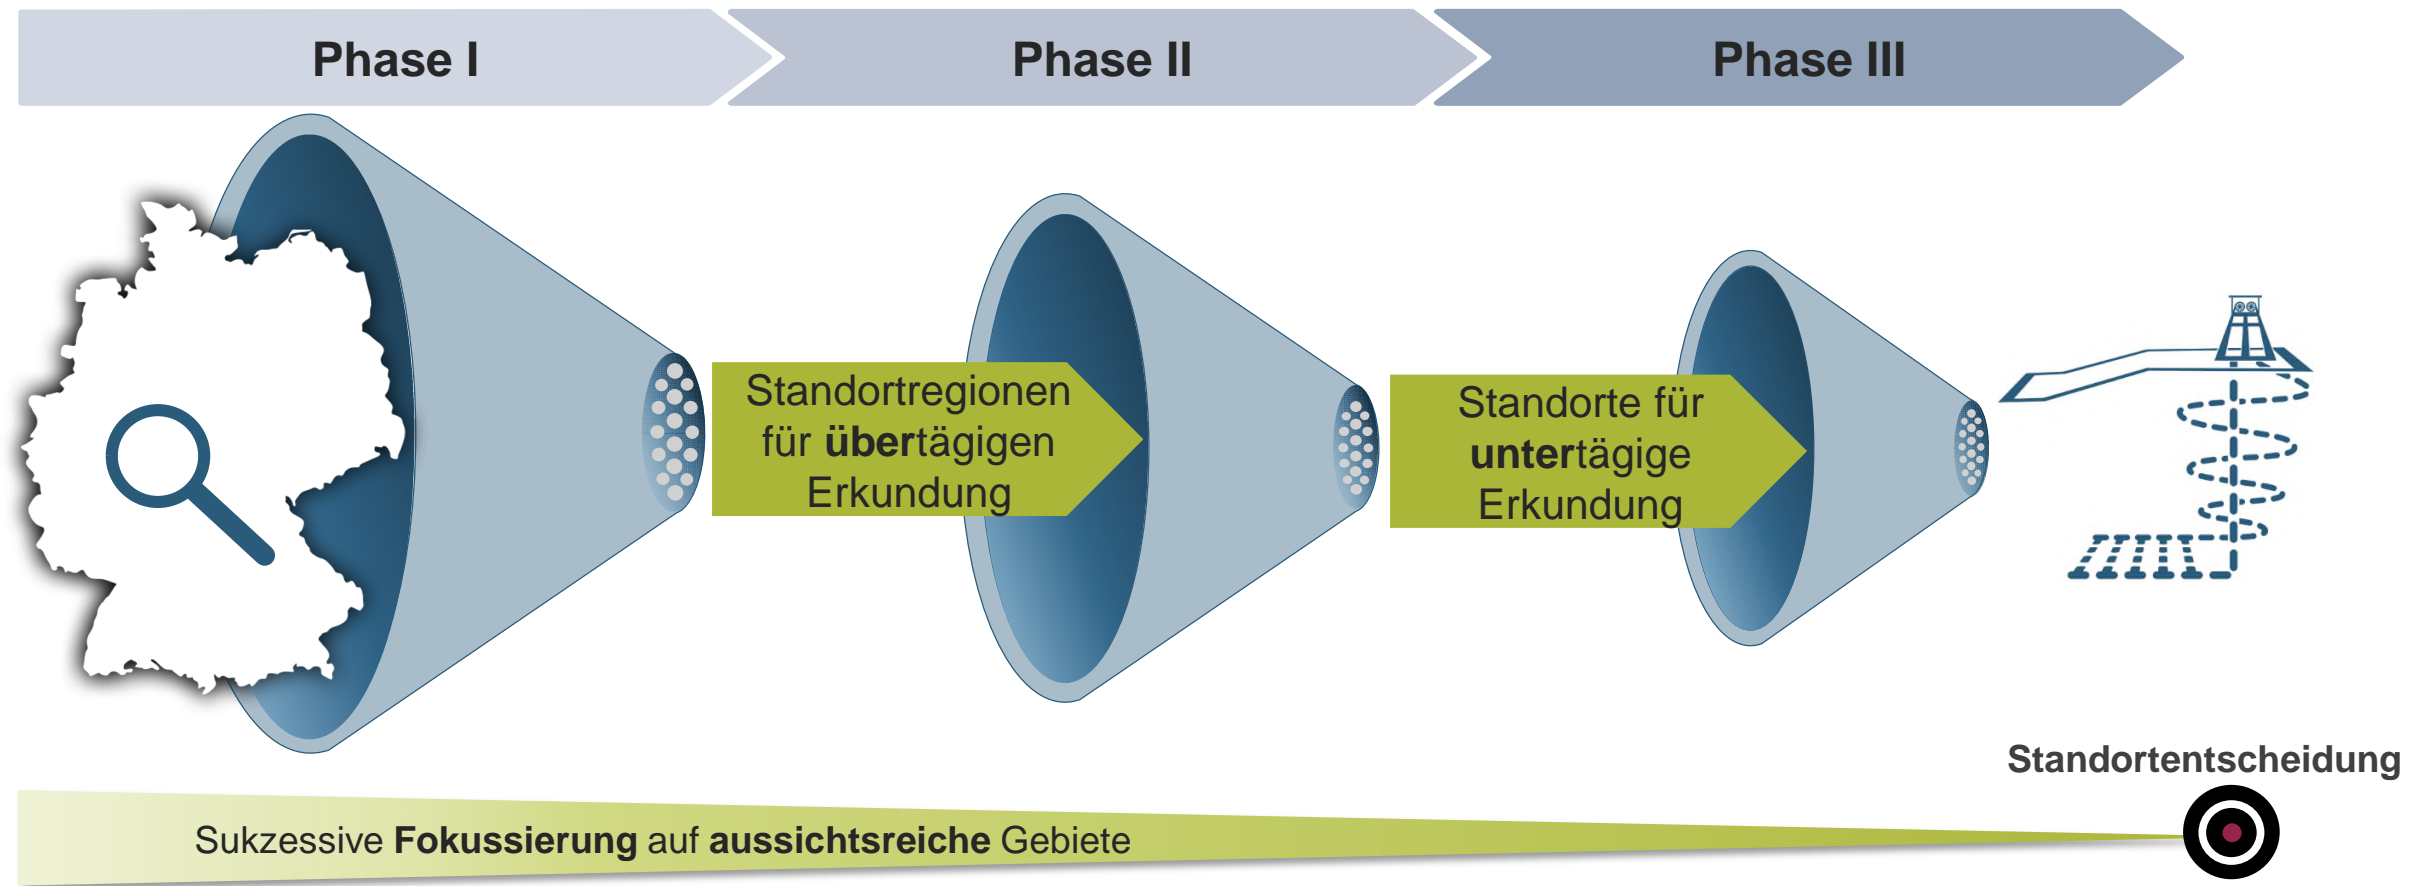 Phase I
Phase II
Phase III
Standortregionen
für übertägigen
Erkundung
Standorte für
untertägige
Erkundung
Standortentscheidung
Sukzessive Fokussierung auf aussichtsreiche Gebiete